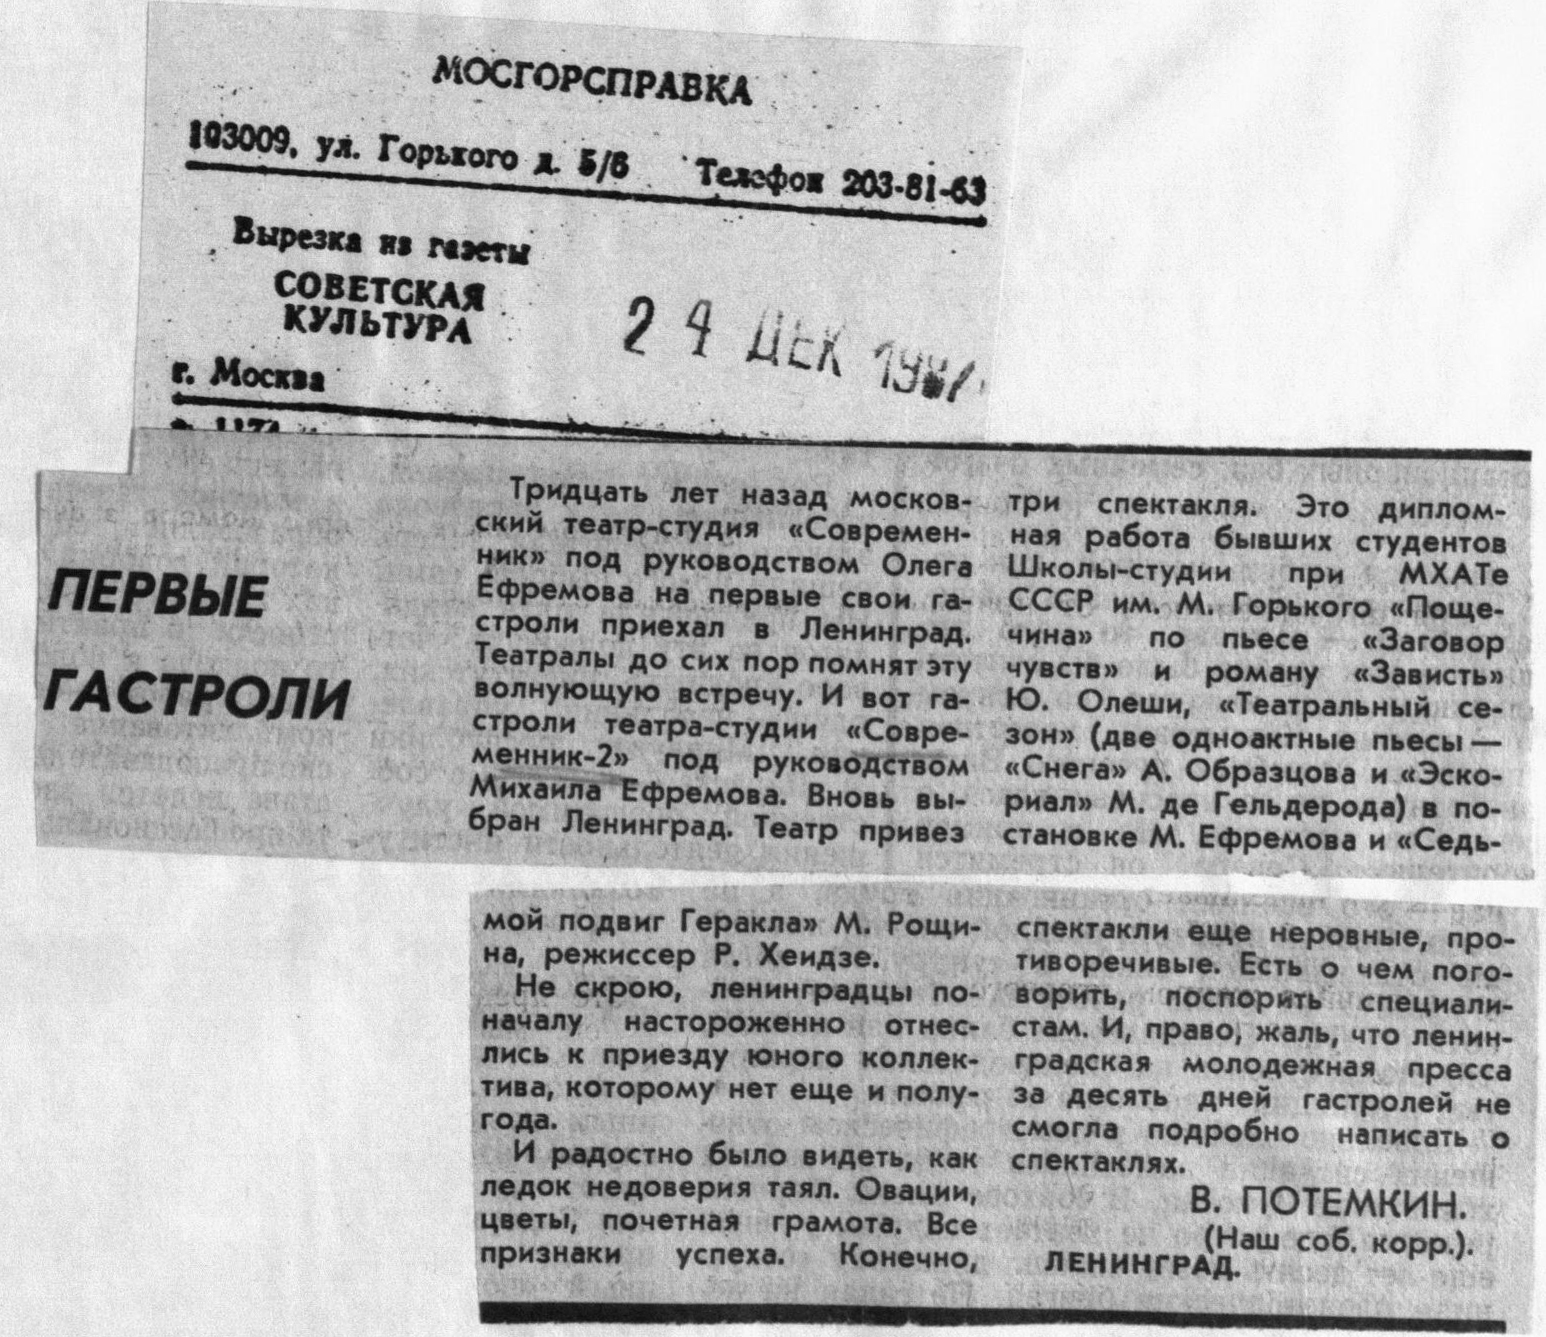 МОСГОРСПРАВКА
103009, ул. Горького д. 5/6 Телефон 203-81-63
Вырезка из газеты
СОВЕТСКАЯ
КУЛЬТУРА
24 ДЕК 1987
г. Москва
ПЕРВЫЕ
ГАСТРОЛИ
Тридцать лет назад москов-
ский театр-студия «Современ-
ник» под руководством Олега
Ефремова на первые свои га-
строли приехал в Ленинград.
Театралы до сих пор помнят эту
волнующую встречу. И вот га-
строли театра-студии «Совре-
менник-2» под руководством
Михаила Ефремова. Вновь вы-
бран Ленинград. Театр привез
три спектакля. Это диплом-
ная работа бывших студентов
Школы-студии при МХАТе
СССР им. М. Горького «Поще-
чина» по пьесе «Заговор
чувств» и роману «Зависть»
Ю. Олеши, «Театральный се-
зон» (две одноактные пьесы —
«Снега» А. Образцова и «Эско-
риал» М. де Гельдерода) в по-
становке М. Ефремова и «Седь-
мой подвиг Геракла» М. Рощи-
на, режиссер Р. Хеидзе.
Не скрою, ленинградцы по-
началу настороженно отнес-
лись к приезду юного коллек-
тива, которому нет еще и полу-
года.
И радостно было видеть, как
ледок недоверия таял. Овации,
цветы, почетная грамота. Все
признаки успеха. Конечно,
спектакли еще неровные, про-
тиворечивые. Есть о чем пого-
ворить, поспорить специали-
стам. И, право, жаль, что ленин-
градская молодежная пресса
за десять дней гастролей не
смогла подробно написать о
спектаклях.
В. ПОТЕМКИН.
(Наш соб. корр.).
ЛЕНИНГРАД.